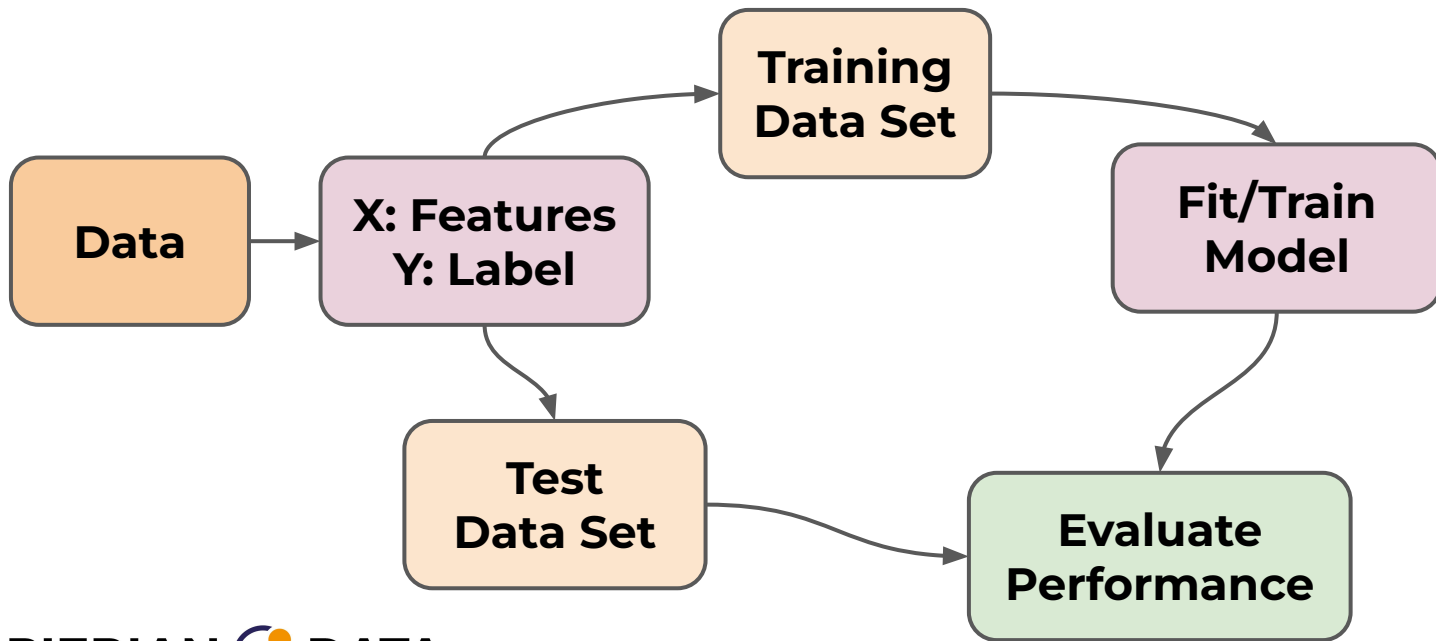 Training
Data Set
Data
X: Features
Y: Label
Fit/Train
Model
Test
Data Set
Evaluate
Performance